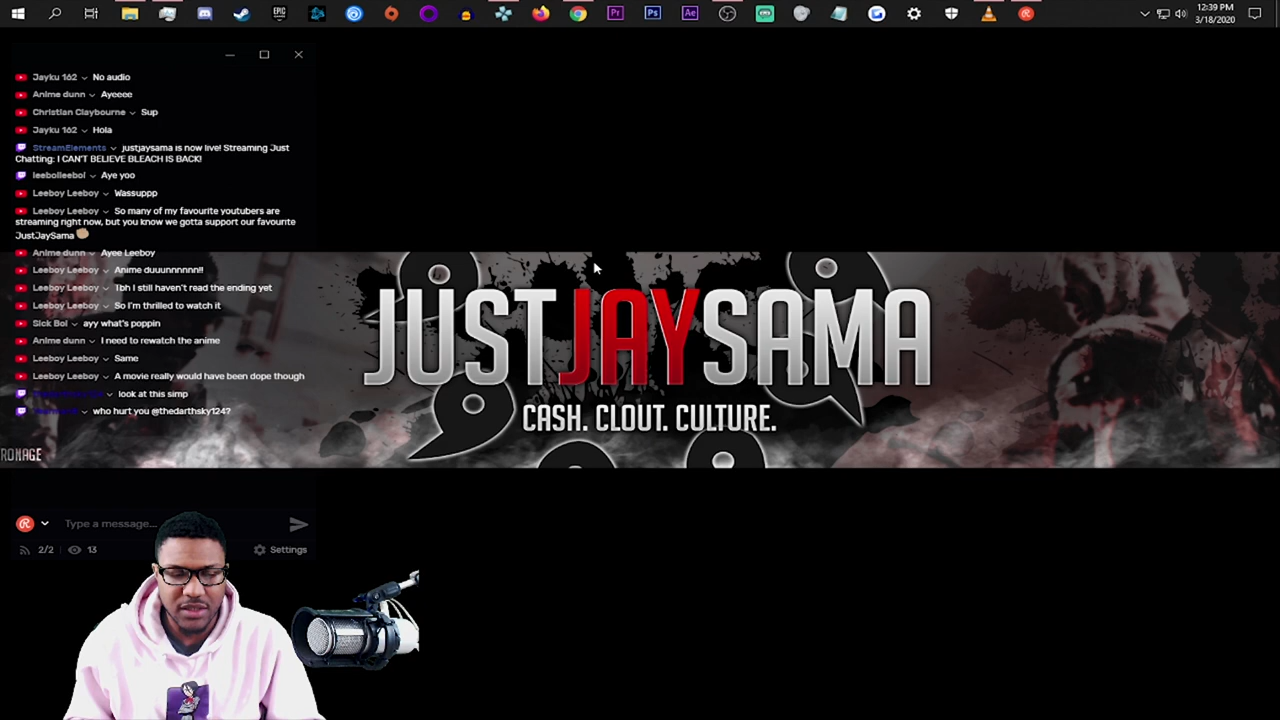 12:39 PM
3/18/2020
EPIC
Pr
Ps
Ae
Jayku 162 No audio
Anime dunn Ayeeee
Christian Claybourne Sup
Jayku 162 Hola
StreamElements justjaysama is now live! Streaming Just
Chatting: I CAN'T BELIEVE BLEACH IS BACK!
leebolleebol Aye yoo
Leeboy Leeboy Wassuppp
Leeboy Leeboy So many of my favourite youtubers are
streaming right now, but you know we gotta support our favourite
JustJaySama
Anime dunn Ayee Leeboy
Leeboy Leeboy Anime duuunnnnnn!!
Leeboy Leeboy Tbh I still haven't read the ending yet
Leeboy Leeboy So I'm thrilled to watch it
Sick Boi ayy what's poppin
Anime dunn I need to rewatch the anime
Leeboy Leeboy Same
Leeboy Leeboy A movie really would have been dope though
look at this simp
who hurt you @thedarthsky124?
JUSTJAYSAMA
CASH. CLOUT. CULTURE.
RONAGE
Type a message...
2/2 13 Settings